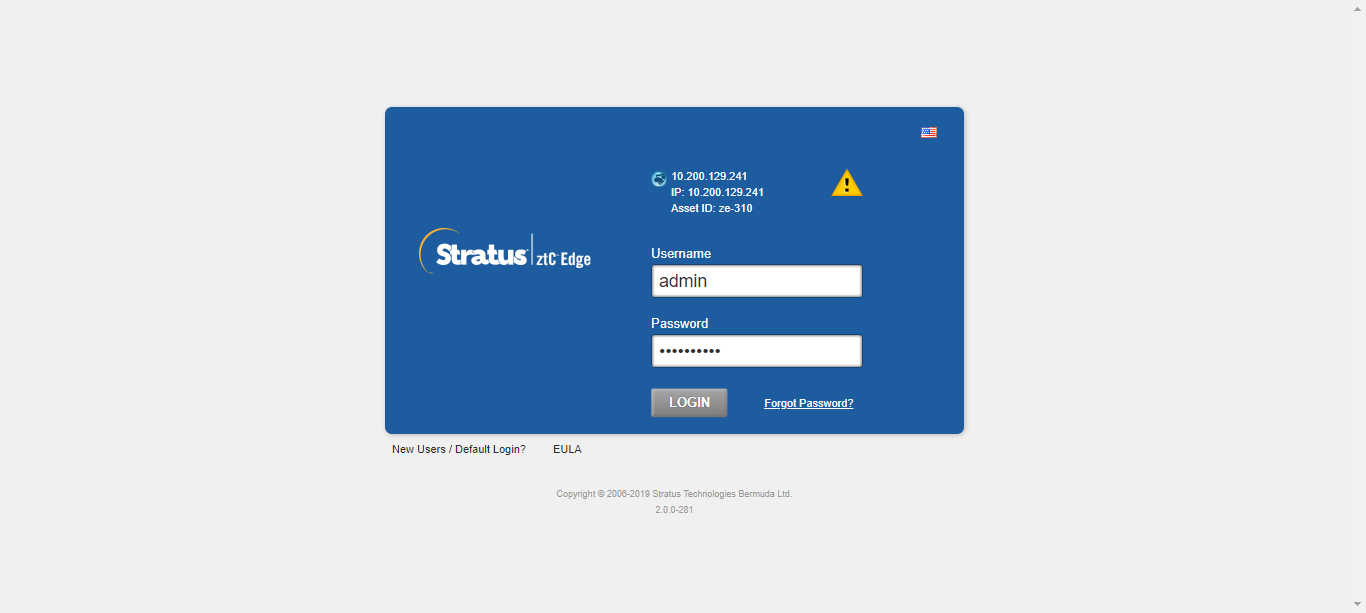 10.200.129.241
IP: 10.200.129.241
Asset ID: ze-310
Stratus ztC Edge
Username
admin
Password
LOGIN
Forgot Password?
New Users / Default Login?
EULA
Copyright © 2006-2019 Stratus Technologies Bermuda Ltd.
2.0.0-281